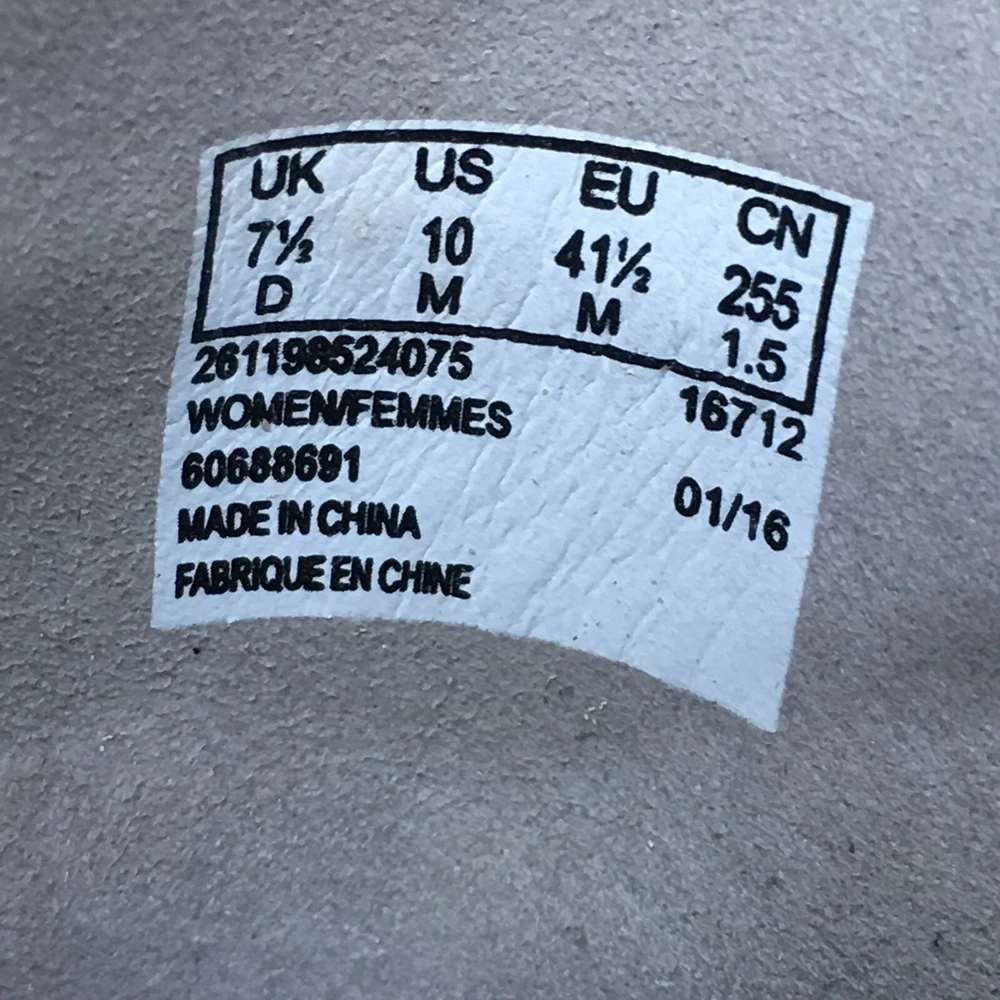 UK US EU CN
7½ 10 41½ 255
D M M 1.5
261198524075 16712
WOMEN/FEMMES
60688691 01/16
MADE IN CHINA
FABRIQUE EN CHINE